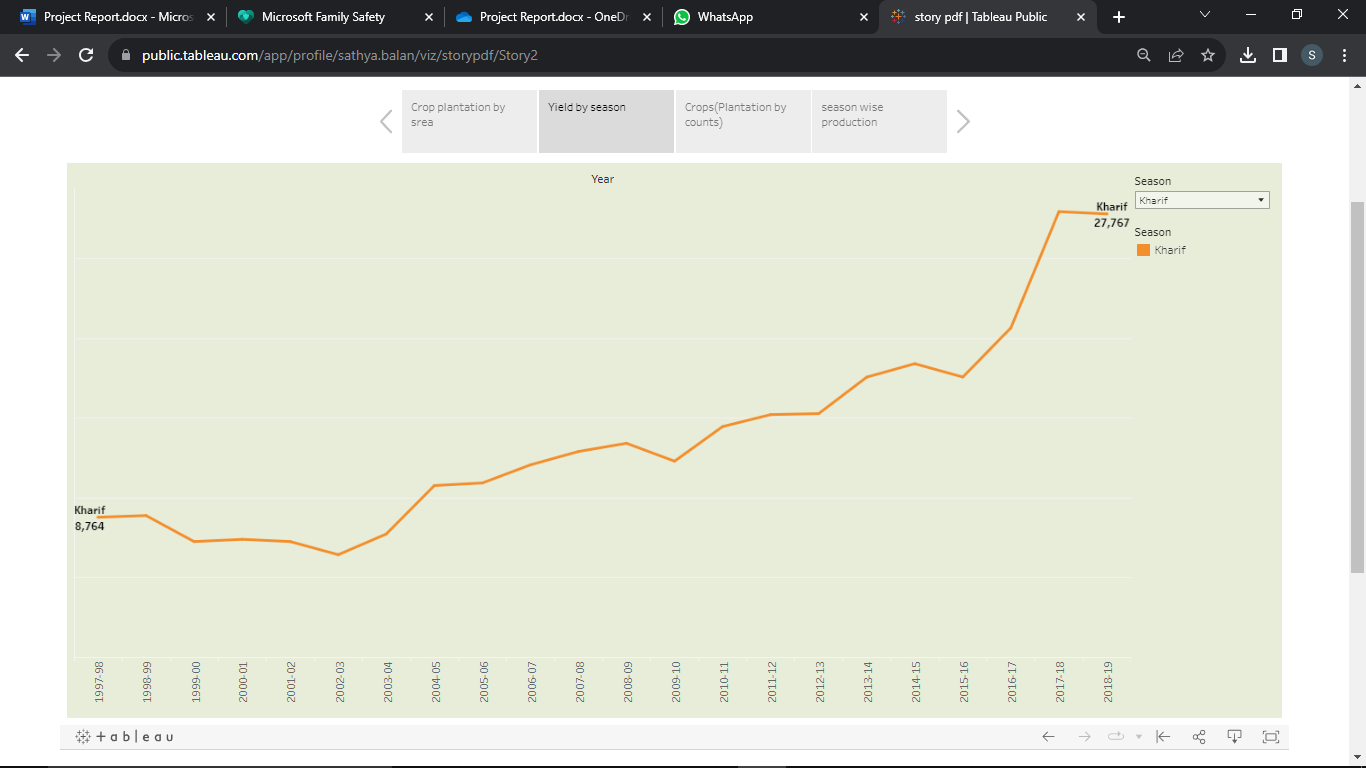 Project Report.docx - Micros
Microsoft Family Safety
Project Report.docx - OneDr
WhatsApp
story pdf | Tableau Public
public.tableau.com/app/profile/sathya.balan/viz/storypdf/Story2
S
Crop plantation by
srea
Yield by season
Crops(Plantation by
counts)
season wise
production
Year
Season
Kharif
Season
Kharif
Kharif
27,767
Kharif
8,764
1997-98
1998-99
1999-00
2000-01
2001-02
2002-03
2003-04
2004-05
2005-06
2006-07
2007-08
2008-09
2009-10
2010-11
2011-12
2012-13
2013-14
2014-15
2015-16
2016-17
2017-18
2018-19
+ a b | e a u